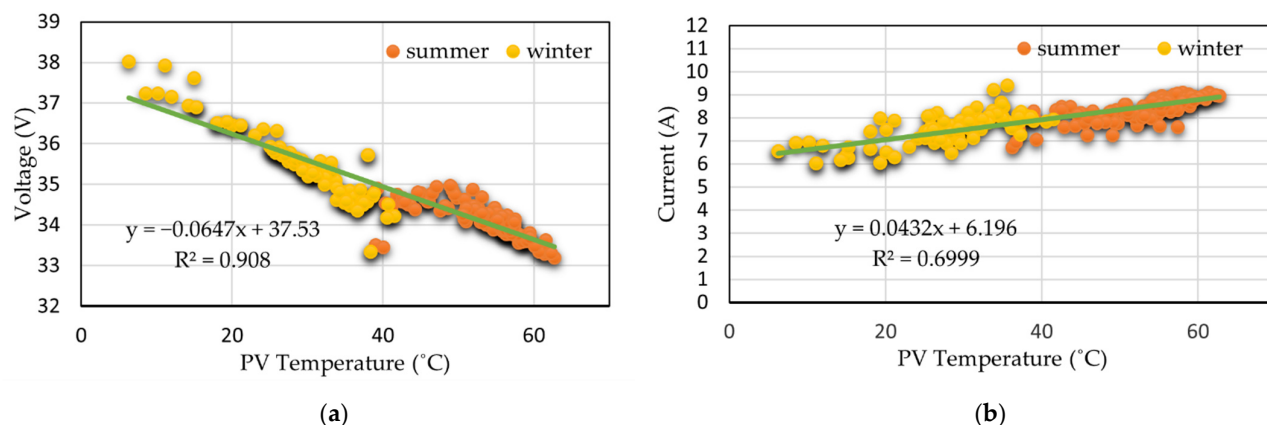 39
38
37
36
35
34
33
32
Voltage (V)
summer
winter
y = −0.0647x + 37.53
R² = 0.908
0 20 40 60
PV Temperature (˚C)
(a)
12
11
10
9
8
7
6
5
4
3
2
1
0
Current (A)
summer
winter
y = 0.0432x + 6.196
R² = 0.6999
0 20 40 60
PV Temperature (˚C)
(b)